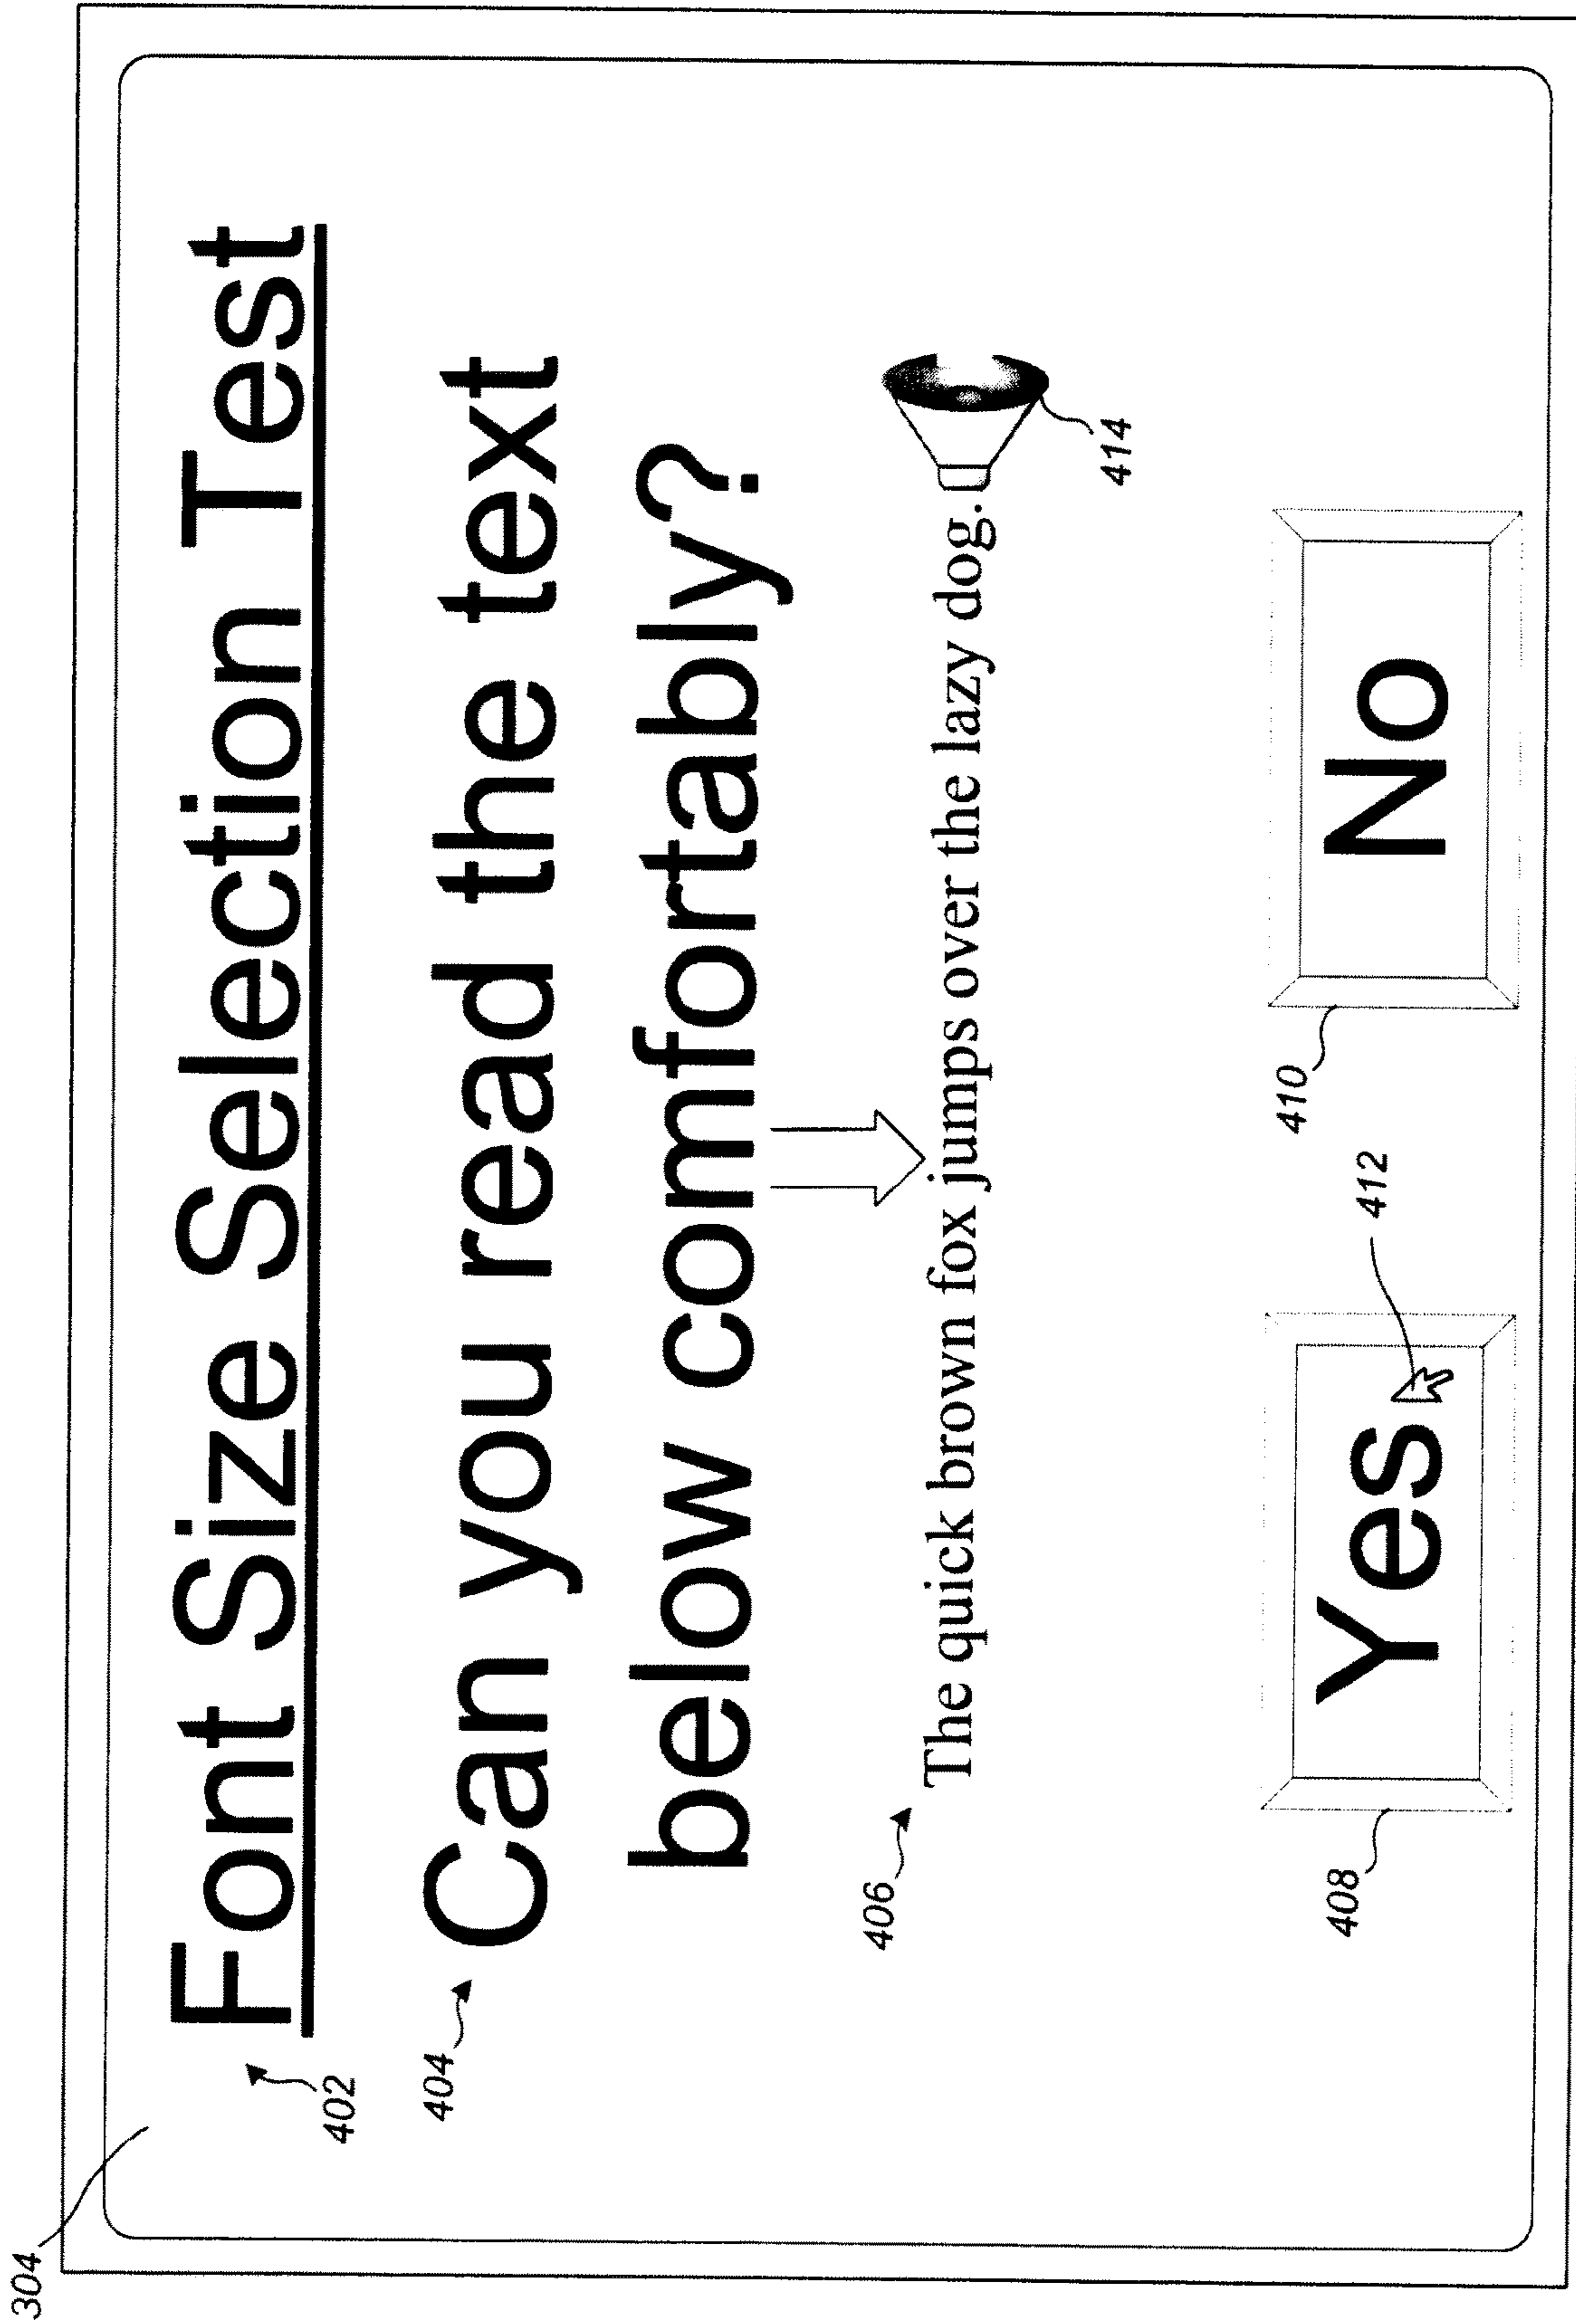 304
402
Font Size Selection Test
404
Can you read the text
below comfortably?
406
The quick brown fox jumps over the lazy dog.
414
408
Yes
412
410
No